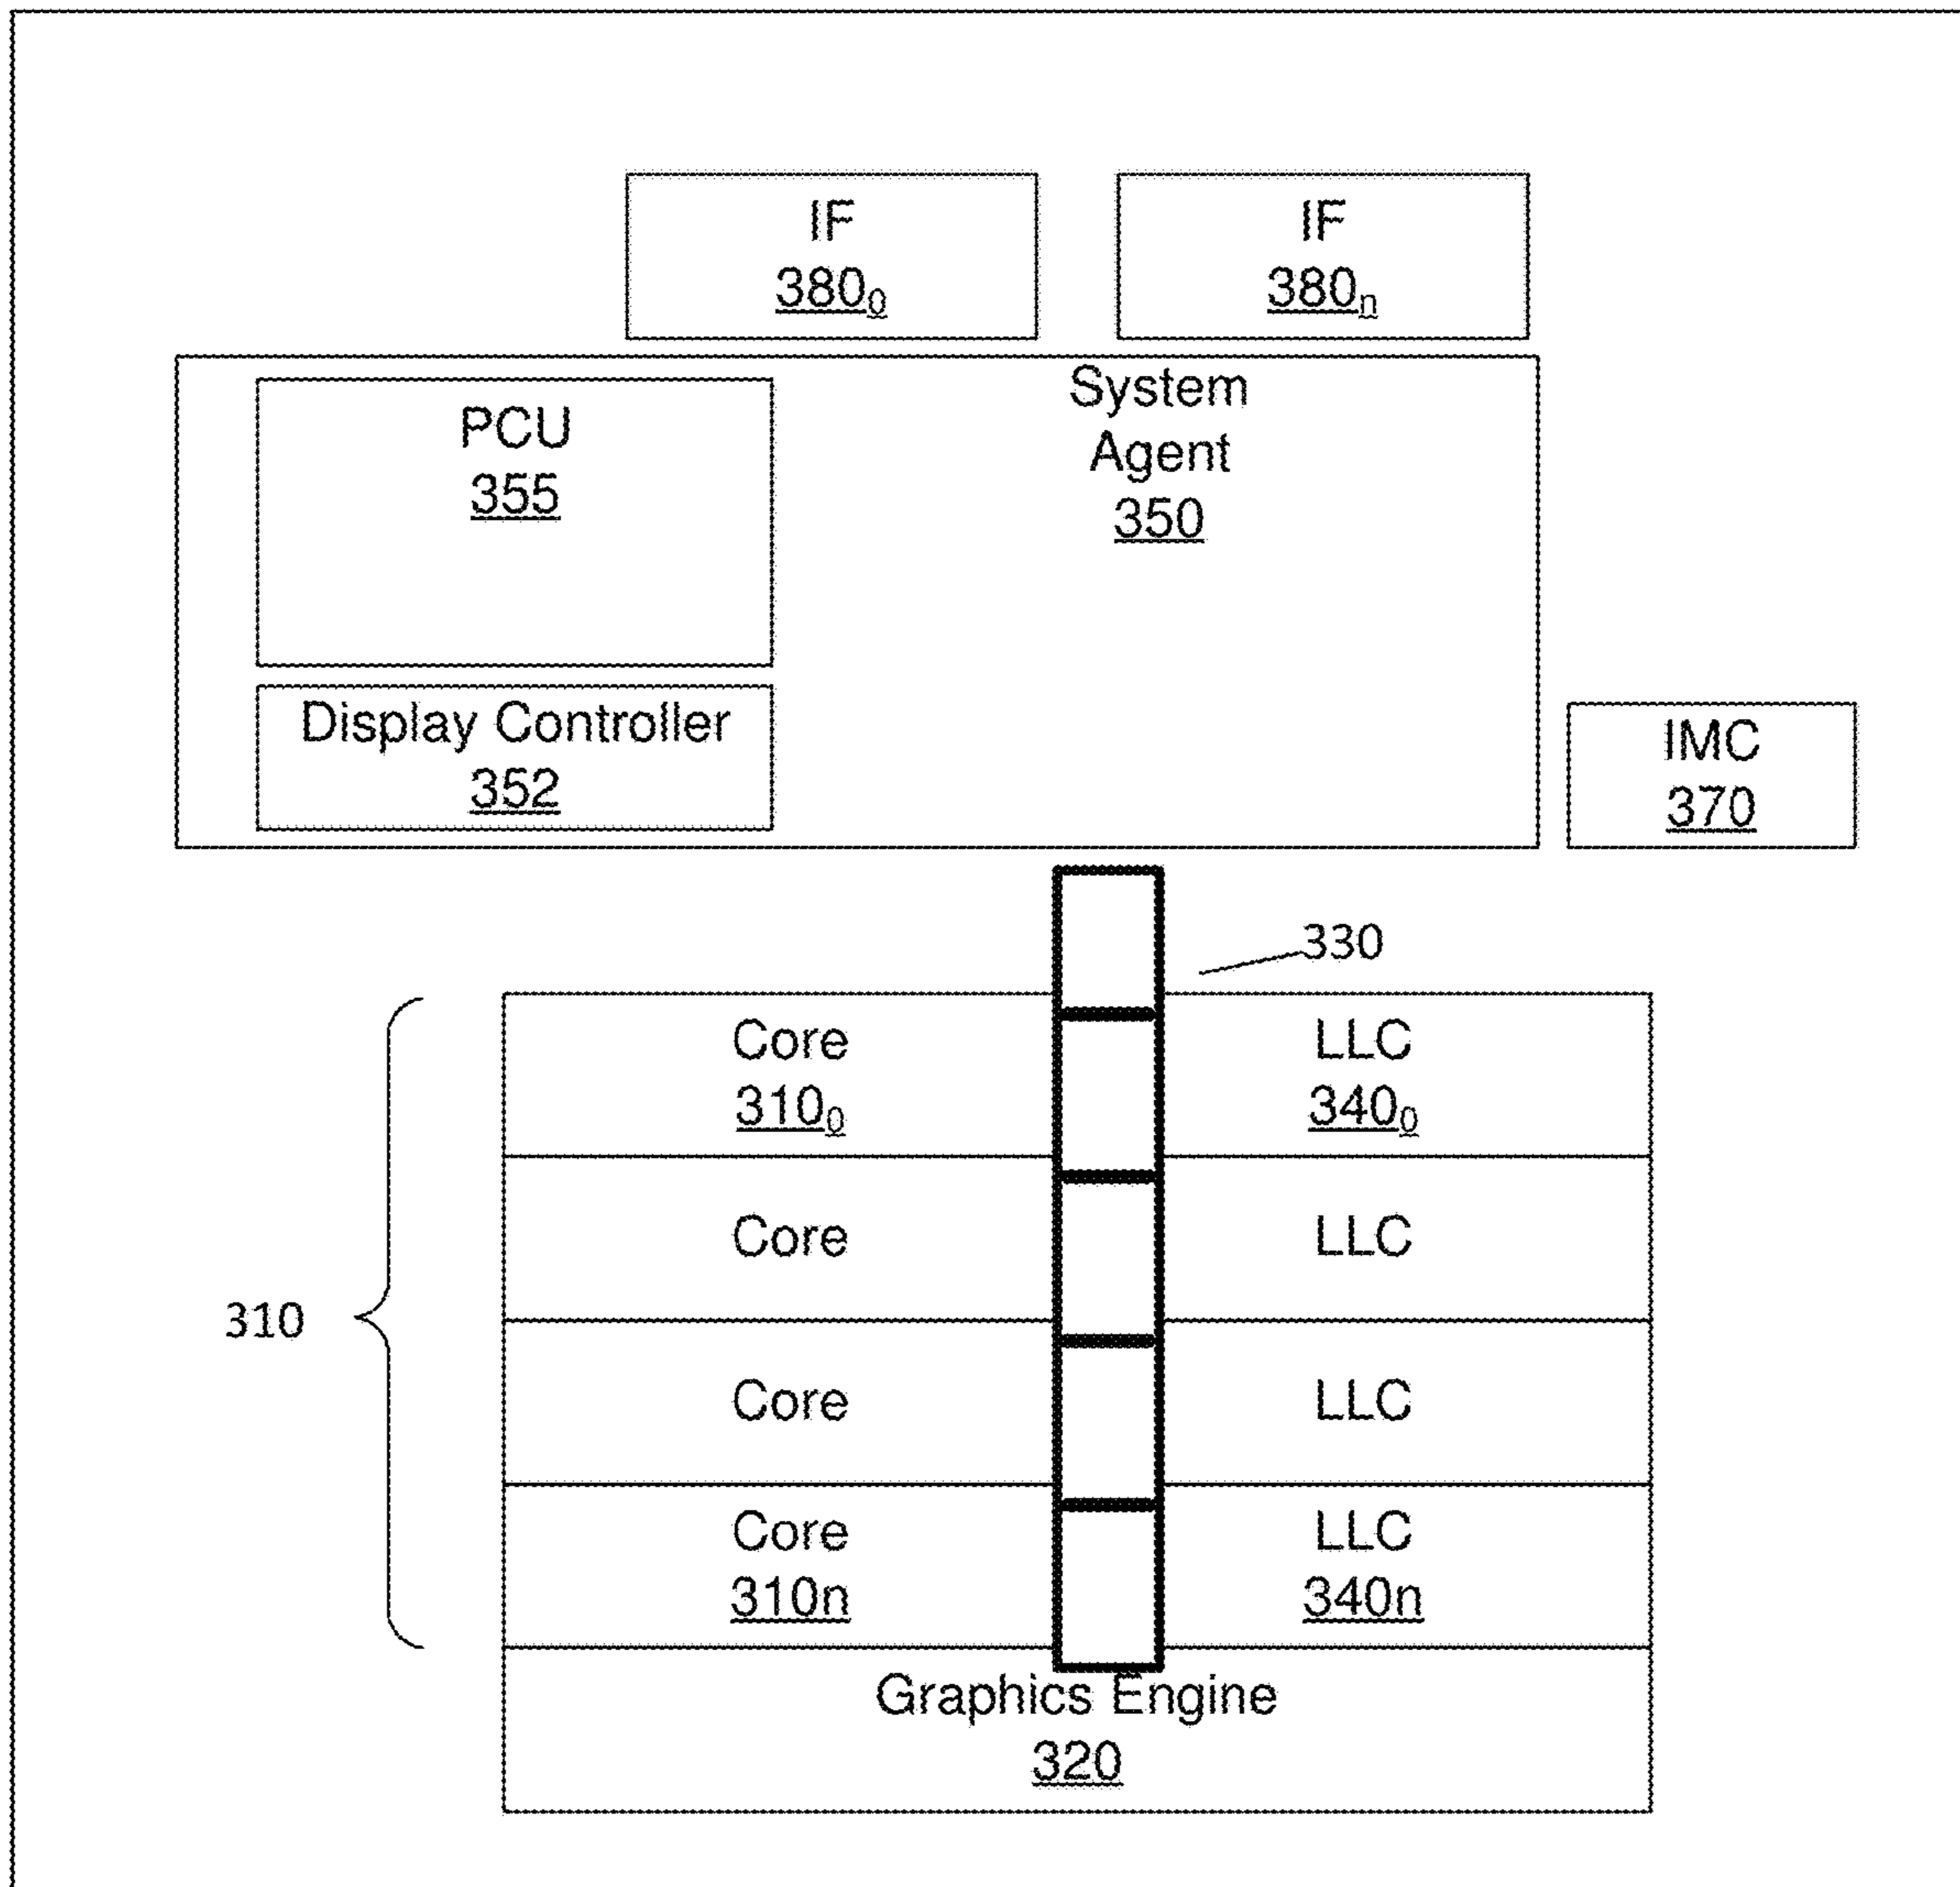 IF
380₀
IF
380ₙ
PCU
355
System
Agent
350
Display Controller
352
IMC
370
330
310
Core
310₀
LLC
340₀
Core
LLC
Core
LLC
Core
310n
LLC
340n
Graphics Engine
320